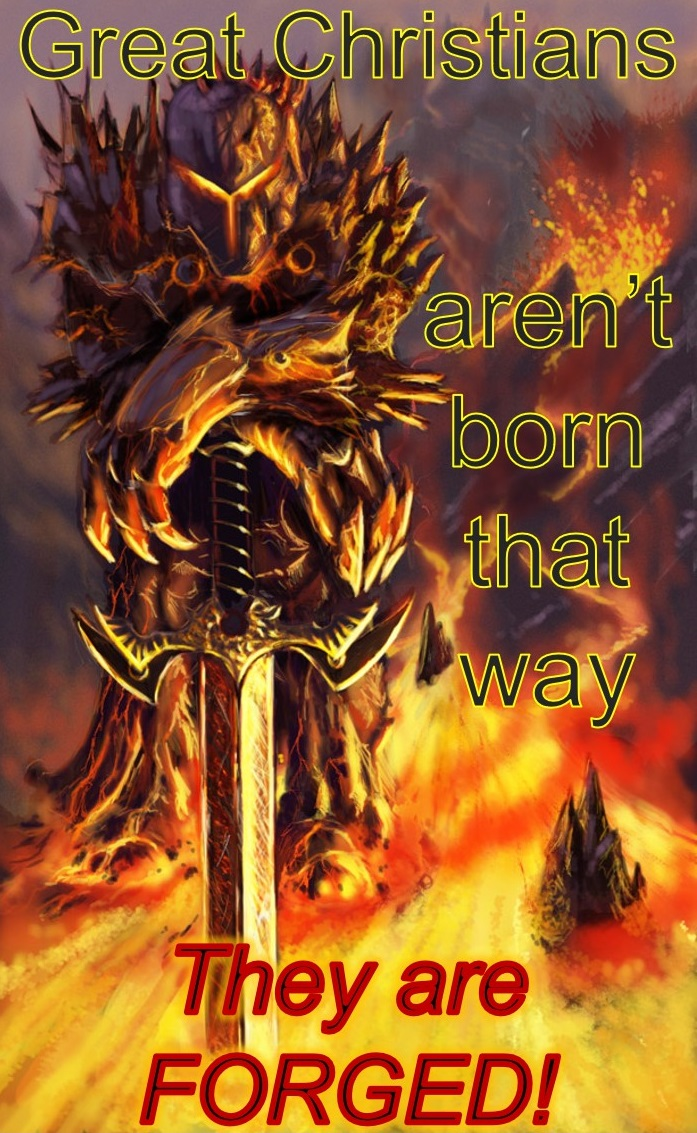 Great Christians
aren’t
born
that
way
They are
FORGED!